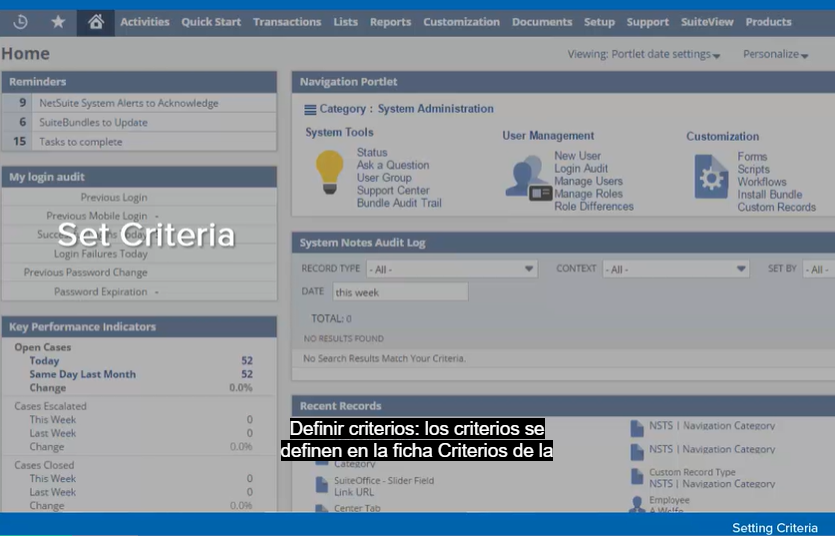 Activities Quick Start Transactions Lists Reports Customization Documents Setup Support SuiteView Products
Home
Viewing: Portlet date settings Personalize
Reminders
9 NetSuite System Alerts to Acknowledge
6 SuiteBundles to Update
15 Tasks to complete
My login audit
Previous Login
Previous Mobile Login -
Today
Login Failures Today
Previous Password Change
Password Expiration -
Set Criteria
Key Performance Indicators
Open Cases
Today 52
Same Day Last Month 52
Change 0.0%
Cases Escalated
This Week 0
Last Week 0
Change 0.0%
Cases Closed
This Week 0
Last Week 0
Change 0.0%
Navigation Portlet
Category : System Administration
System Tools
Status
Ask a Question
User Group
Support Center
Bundle Audit Trail
User Management
New User
Login Audit
Manage Users
Manage Roles
Role Differences
Customization
Forms
Scripts
Workflows
Install Bundle
Custom Records
System Notes Audit Log
RECORD TYPE - All - CONTEXT - All - SET BY - All -
DATE this week
TOTAL: 0
NO RESULTS FOUND
No Search Results Match Your Criteria.
Recent Records
Category
SuiteOffice - Slider Field
Link URL
Center Tab
NSTS | Navigation Category
NSTS | Navigation Category
Custom Record Type
NSTS | Navigation Category
Employee
A Wolfe
Definir criterios: los criterios se
definen en la ficha Criterios de la
Setting Criteria